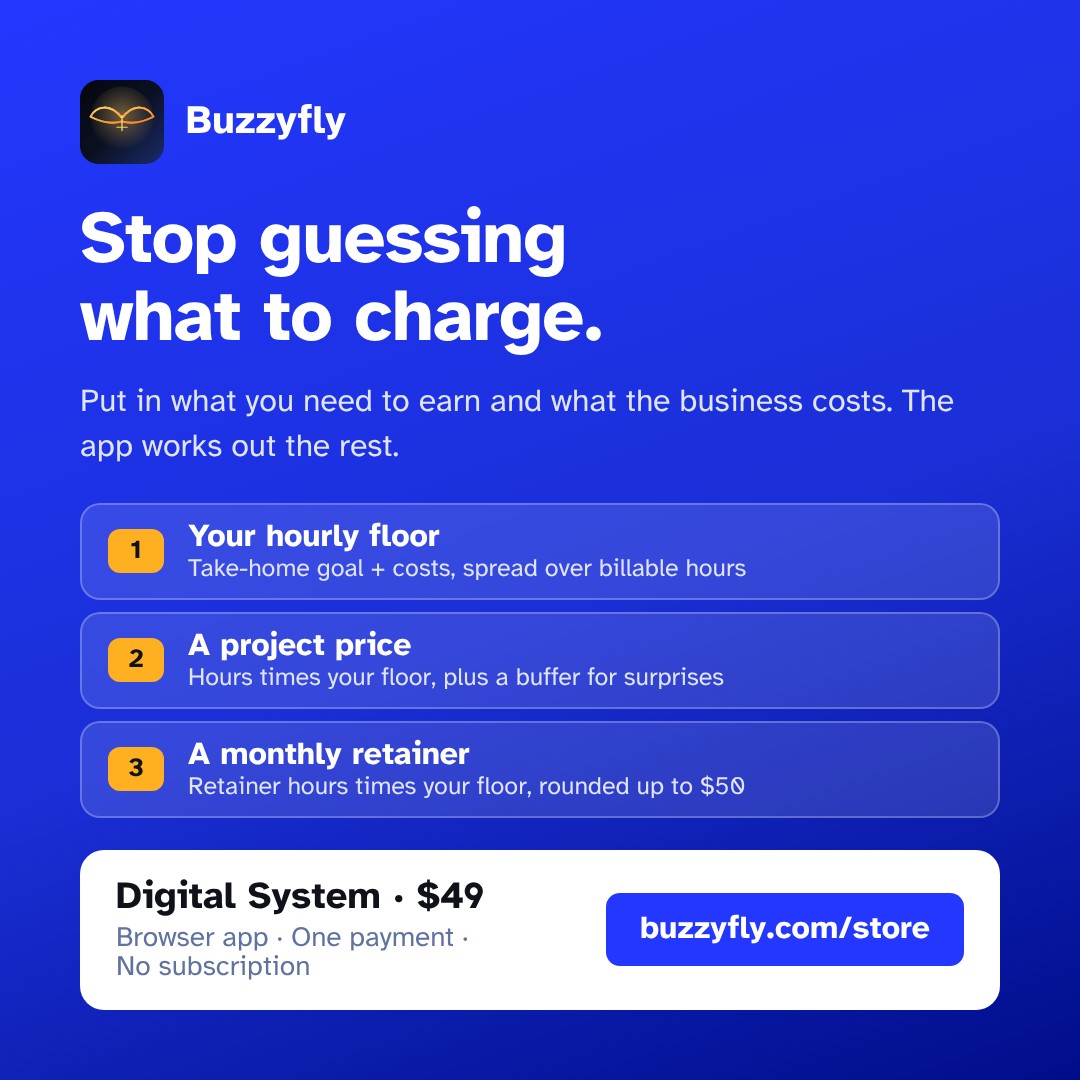 Buzzyfly
Stop guessing
what to charge.
Put in what you need to earn and what the business costs. The
app works out the rest.
1
Your hourly floor
Take-home goal + costs, spread over billable hours
2
A project price
Hours times your floor, plus a buffer for surprises
3
A monthly retainer
Retainer hours times your floor, rounded up to $50
Digital System · $49
Browser app · One payment ·
No subscription
buzzyfly.com/store